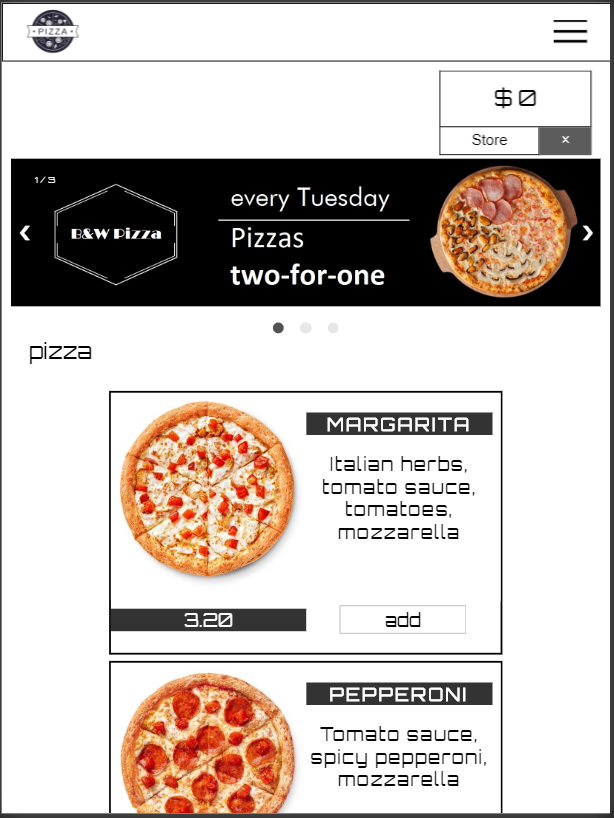 PIZZA
$ 0
Store
×
1/3
B&W Pizza
every Tuesday
Pizzas
two-for-one
pizza
MARGARITA
Italian herbs,
tomato sauce,
tomatoes,
mozzarella
3.20
add
PEPPERONI
Tomato sauce,
spicy pepperoni,
mozzarella